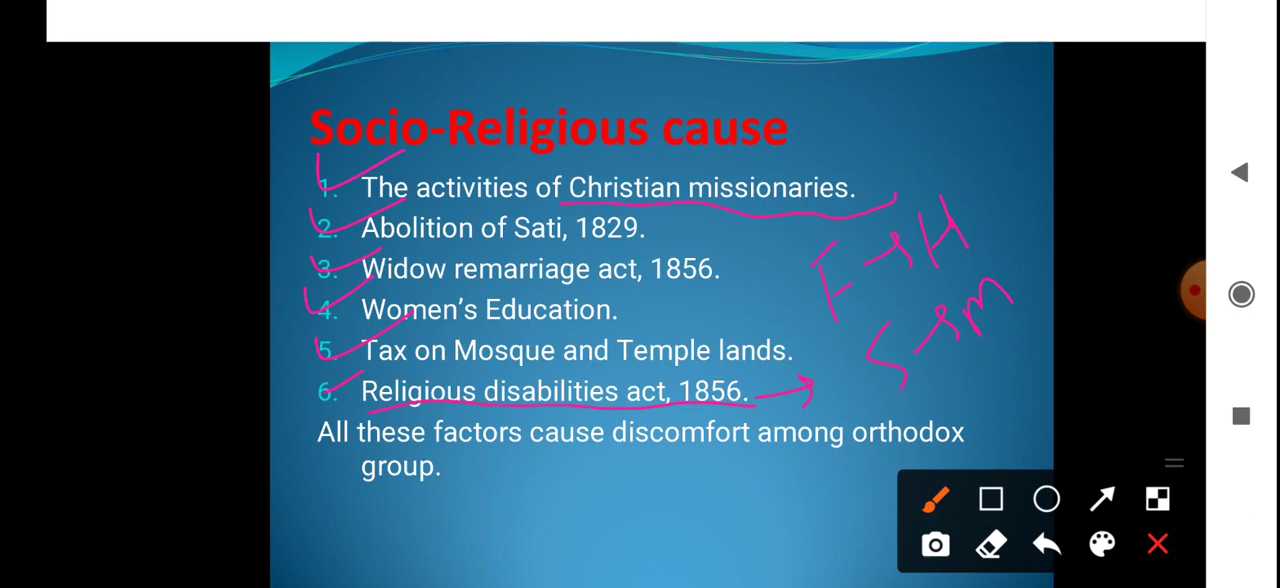 Socio-Religious cause
1. The activities of Christian missionaries.
2. Abolition of Sati, 1829.
3. Widow remarriage act, 1856.
4. Women's Education.
5. Tax on Mosque and Temple lands.
6. Religious disabilities act, 1856.
All these factors cause discomfort among orthodox
group.
F → H
S → M